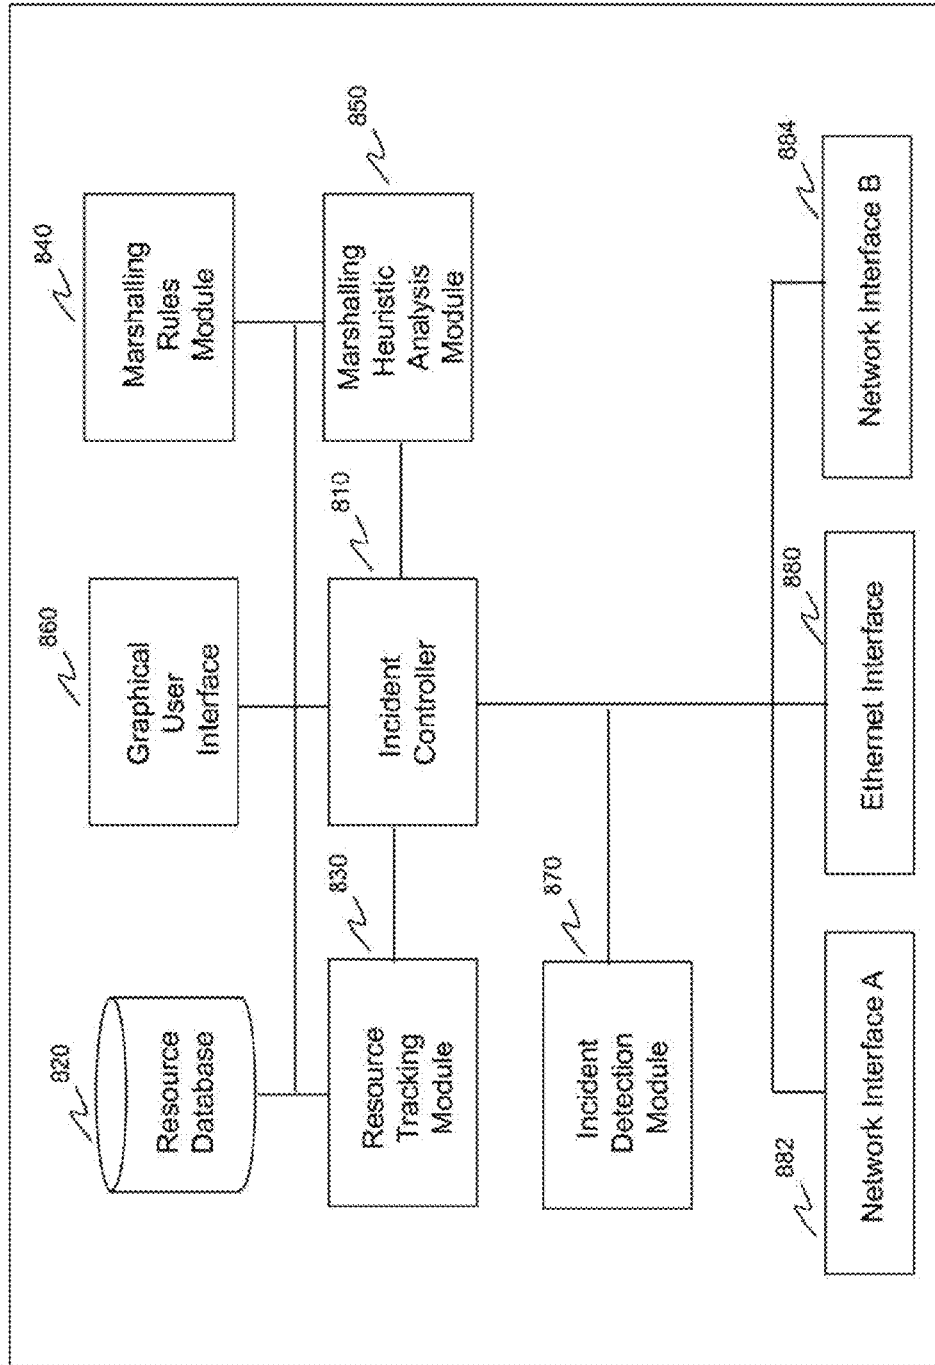 820
Resource
Database
860
Graphical
User
Interface
840
Marshalling
Rules
Module
830
Resource
Tracking
Module
810
Incident
Controller
850
Marshalling
Heuristic
Analysis
Module
870
Incident
Detection
Module
882
Network Interface A
880
Ethernet Interface
884
Network Interface B